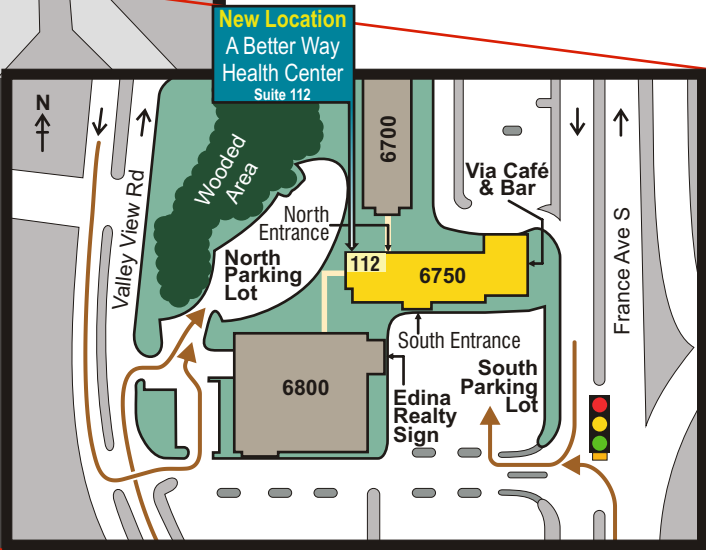 New Location
A Better Way
Health Center
Suite 112
N
Valley View Rd
Wooded
Area
6700
Via Café
& Bar
North
Entrance
North
Parking
Lot
112
6750
France Ave S
South Entrance
6800
Edina
Realty
Sign
South
Parking
Lot